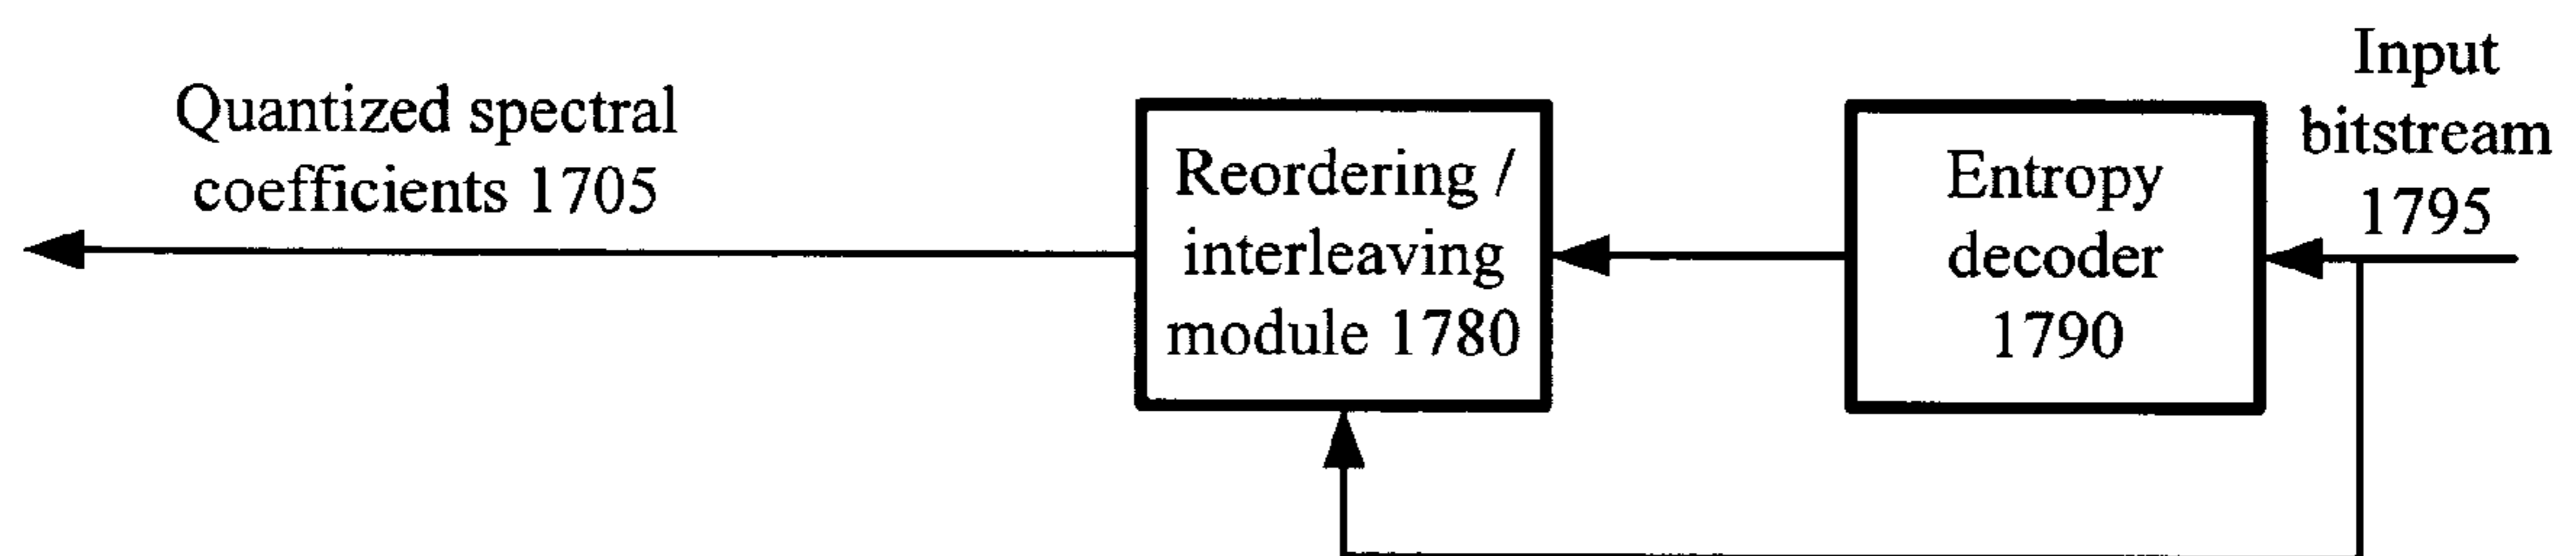 Quantized spectral
coefficients 1705
Reordering /
interleaving
module 1780
Entropy
decoder
1790
Input
bitstream
1795